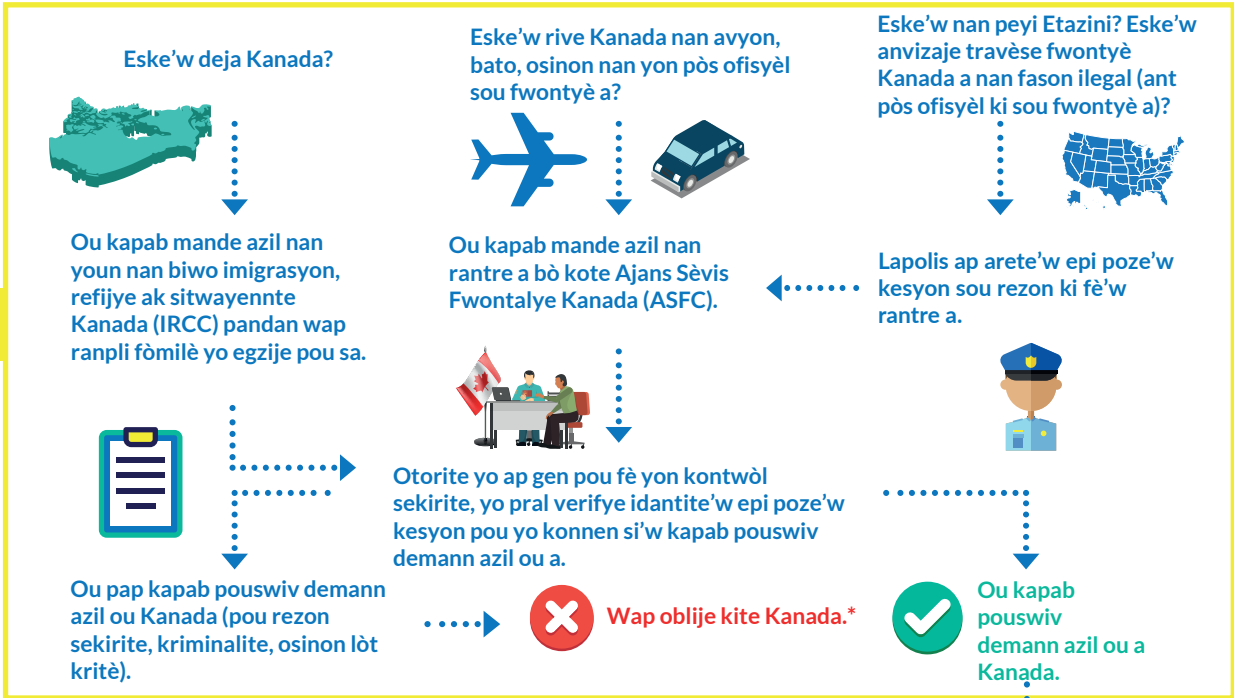 Eske'w deja Kanada?
Eske'w rive Kanada nan avyon,
bato, osinon nan yon pòs ofisyèl
sou fwontyè a?
Eske'w nan peyi Etazini? Eske'w
anvizaje travèse fwontyè
Kanada a nan fason ilegal (ant
pòs ofisyèl ki sou fwontyè a)?
Ou kapab mande azil nan
youn nan biwo imigrasyon,
refijye ak sitwayennte
Kanada (IRCC) pandan wap
ranpli fòmilè yo egzije pou sa.
Ou kapab mande azil nan
rantre a bò kote Ajans Sèvis
Fwontalye Kanada (ASFC).
Lapolis ap arete'w epi poze'w
kesyon sou rezon ki fè'w
rantre a.
Otorite yo ap gen pou fè yon kontwòl
sekirite, yo pral verifye idantite'w epi poze'w
kesyon pou yo konnen si'w kapab pouswiv
demann azil ou a.
Ou pap kapab pouswiv demann
azil ou Kanada (pou rezon
sekirite, kriminalite, osinon lòt
kritè).
Wap oblije kite Kanada.*
Ou kapab
pouswiv
demann azil ou a
Kanada.